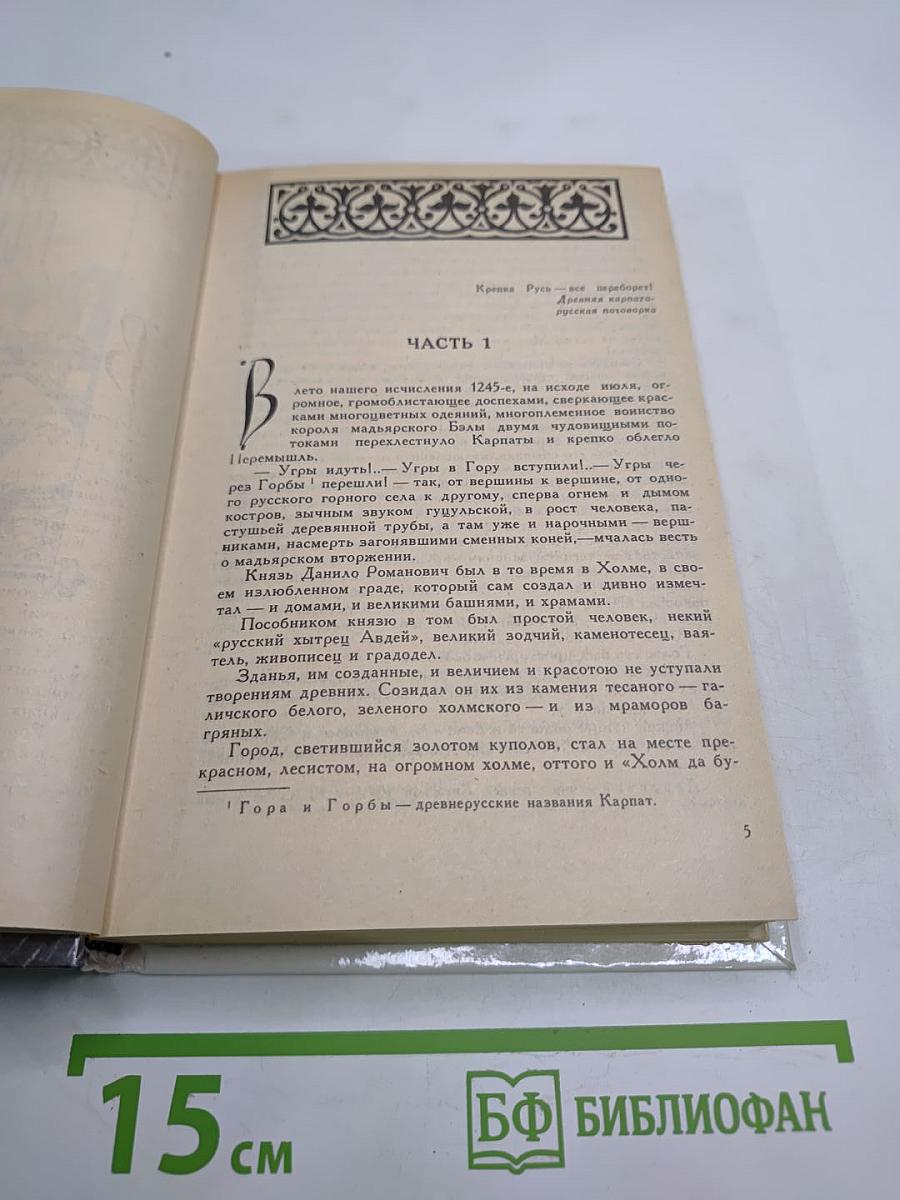 Крепка Русь — все переборет!
Древняя карпато-
русская поговорка
ЧАСТЬ 1
В лето нашего исчисления 1245-е, на исходе июля, ог-
ромное, громоблистающее доспехами, сверкающее крас-
ками многоцветных одеяний, многоплеменное воинство
короля мадьярского Бэлы двумя чудовищными по-
токами перехлестнуло Карпаты и крепко облегло
Перемышль.
— Угры идуть!..— Угры в Гору вступили!..— Угры че-
рез Горбы ¹ перешли! — так, от вершины к вершине, от одно-
го русского горного села к другому, сперва огнем и дымом
костров, зычным звуком гуцульской, в рост человека, па-
стушьей деревянной трубы, а там уже и нарочными — верш-
никами, насмерть загонявшими сменных коней,—мчалась весть
о мадьярском вторжении.
Князь Данило Романович был в то время в Холме, в сво-
ем излюбленном граде, который сам создал и дивно измеч-
тал — и домами, и великими башнями, и храмами.
Пособником князю в том был простой человек, некий
«русский хытрец Авдей», великий зодчий, каменотесец, вая-
тель, живописец и градодел.
Зданья, им созданные, и величием и красотою не уступали
творениям древних. Созидал он их из камения тесаного — га-
личского белого, зеленого холмского — и из мраморов ба-
гряных.
Город, светившийся золотом куполов, стал на месте пре-
красном, лесистом, на огромном холме, оттого и «Холм да бу-
¹ Гора и Горбы — древнерусские названия Карпат.
5
15 см
БФ БИБЛИОФАН